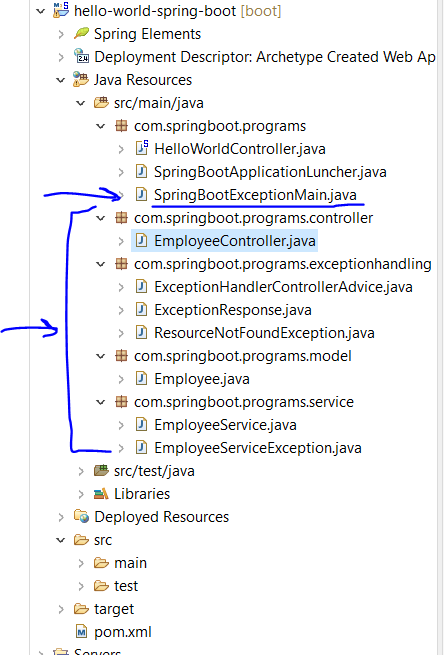 hello-world-spring-boot [boot]
Spring Elements
Deployment Descriptor: Archetype Created Web Ap
Java Resources
src/main/java
com.springboot.programs
HelloWorldController.java
SpringBootApplicationLuncher.java
SpringBootExceptionMain.java
com.springboot.programs.controller
EmployeeController.java
com.springboot.programs.exceptionhandling
ExceptionHandlerControllerAdvice.java
ExceptionResponse.java
ResourceNotFoundException.java
com.springboot.programs.model
Employee.java
com.springboot.programs.service
EmployeeService.java
EmployeeServiceException.java
src/test/java
Libraries
Deployed Resources
src
main
test
target
pom.xml
Servers